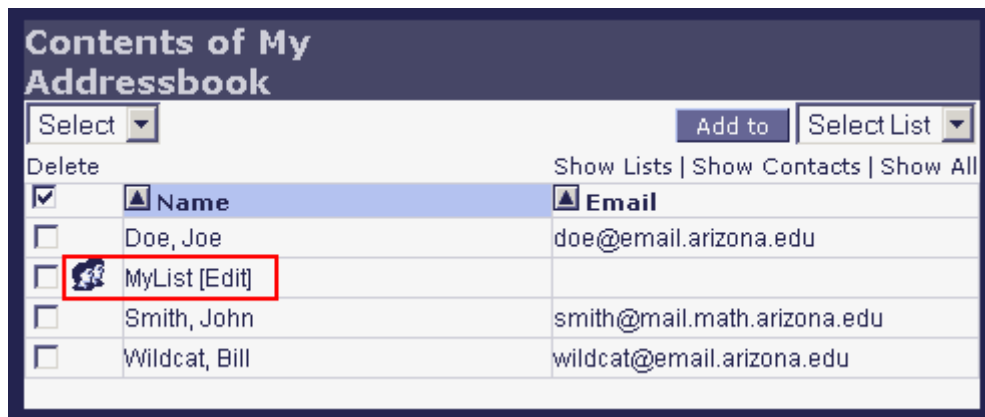 Contents of My
Addressbook
Select Add to Select List
Delete Show Lists | Show Contacts | Show All
Name Email
Doe, Joe doe@email.arizona.edu
MyList [Edit]
Smith, John smith@mail.math.arizona.edu
Wildcat, Bill wildcat@email.arizona.edu